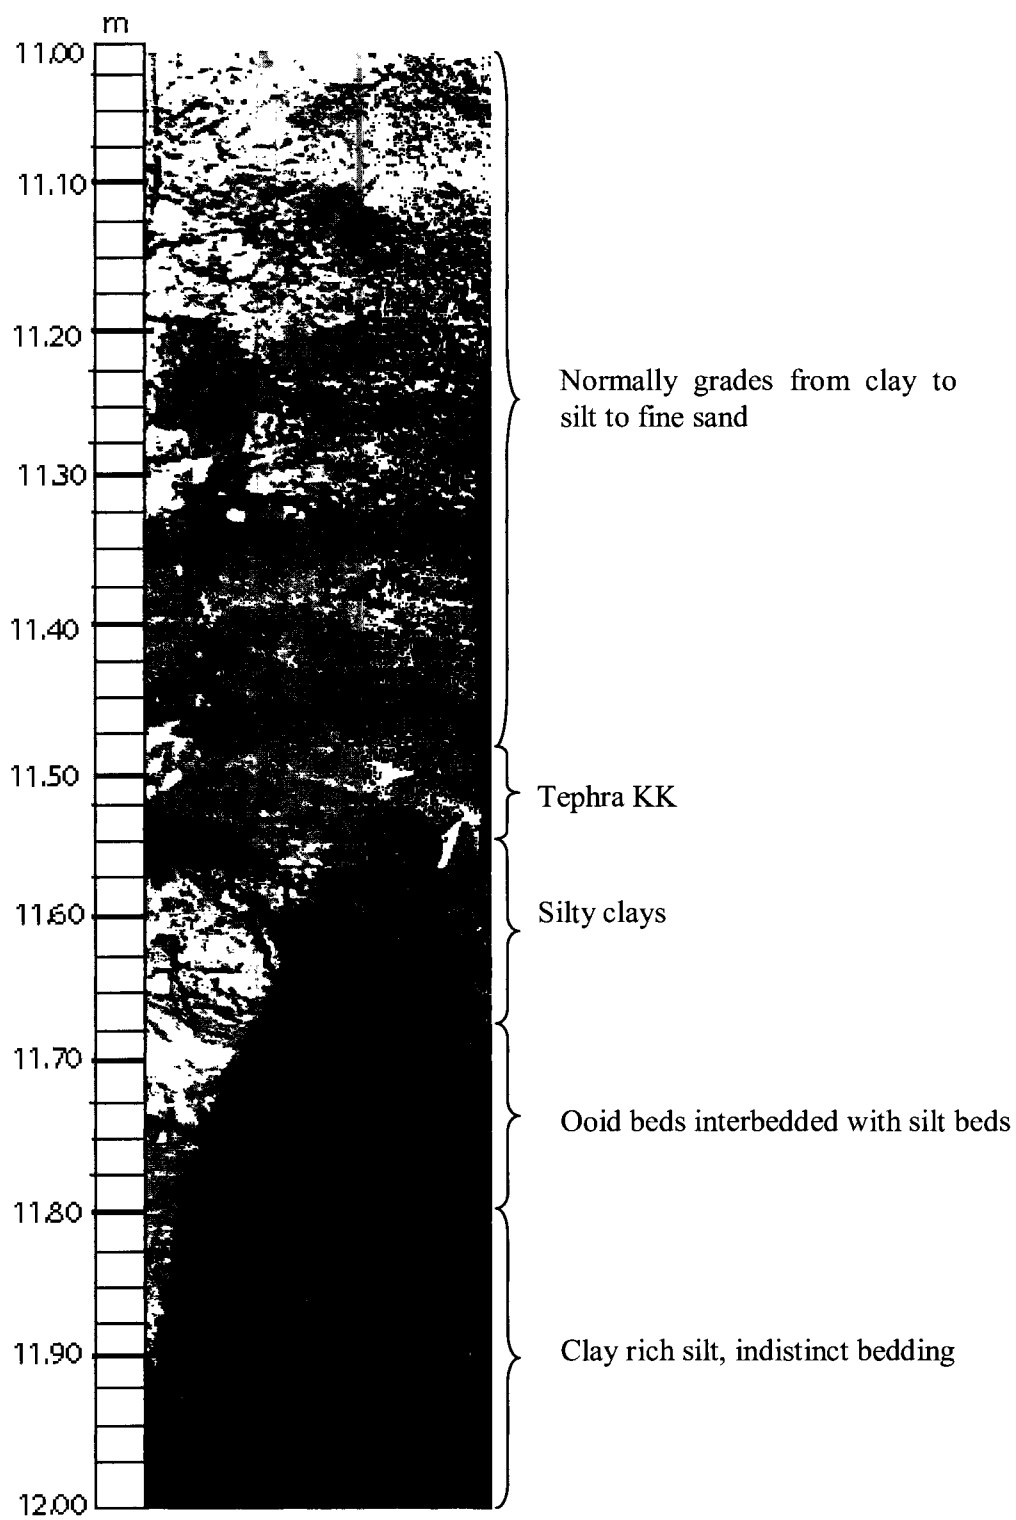 m
11.00
11.10
11.20
Normally grades from clay to
silt to fine sand
11.30
11.40
11.50
Tephra KK
11.60
Silty clays
11.70
Ooid beds interbedded with silt beds
11.80
11.90
Clay rich silt, indistinct bedding
12.00